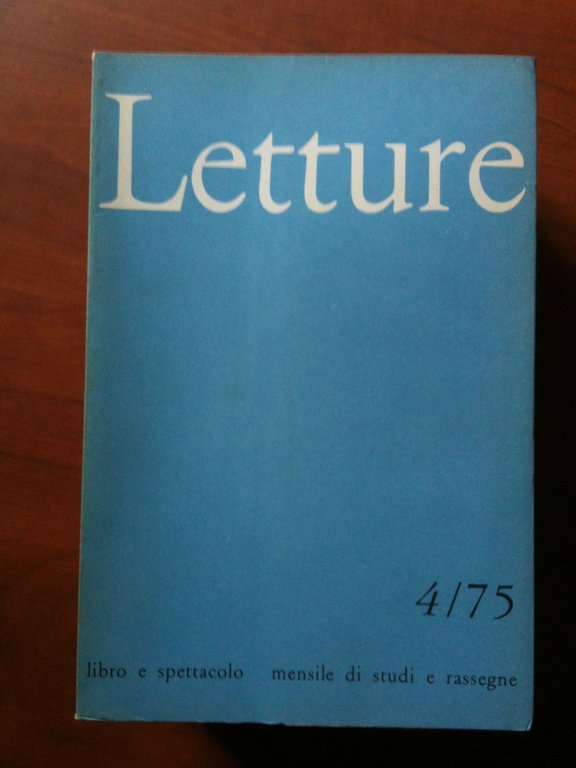 Letture
4/75
libro e spettacolo mensile di studi e rassegne